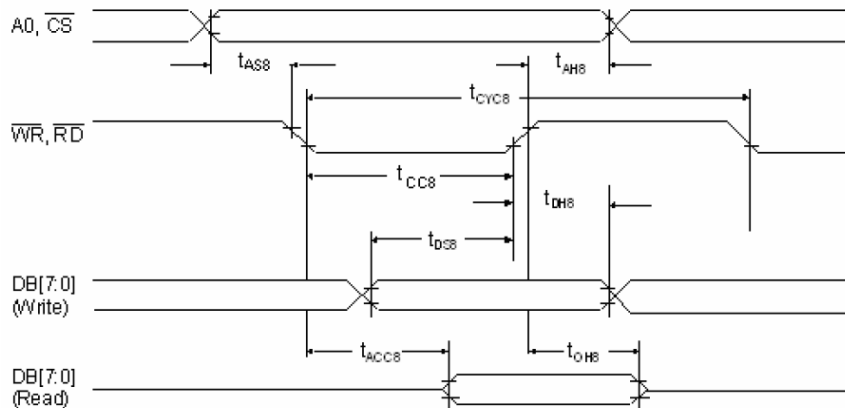 A0, CS
tAS8
tAH8
tCYC8
WR, RD
tCC8
tDH8
tDS8
DB[7:0]
(Write)
tACC8
tOH8
DB[7:0]
(Read)